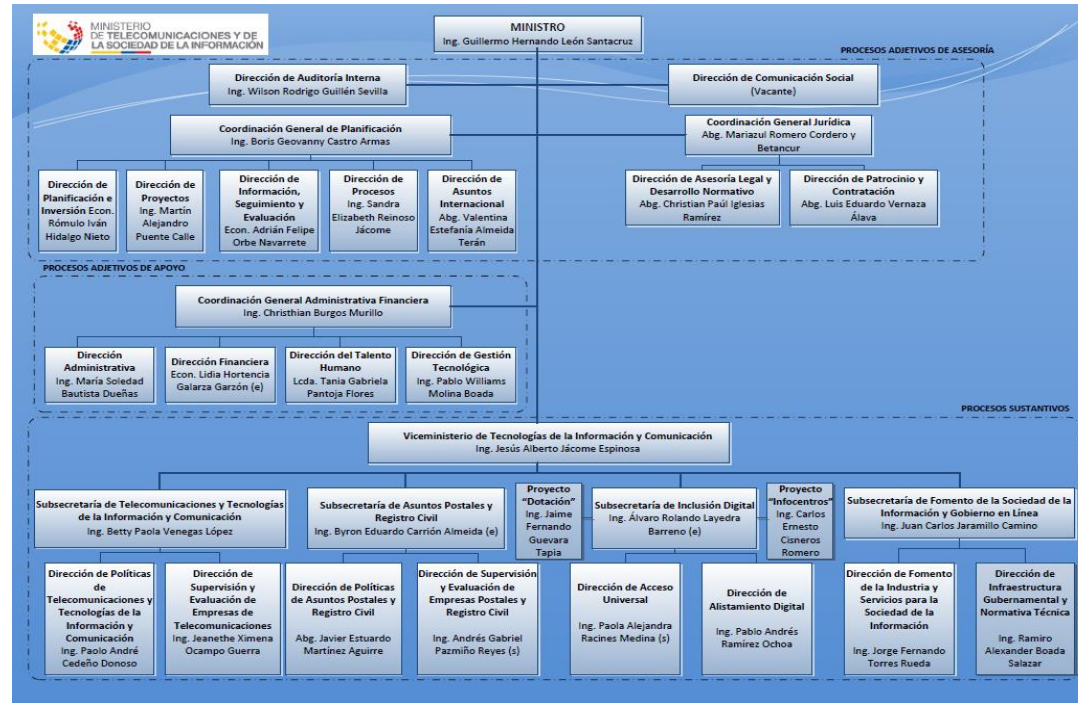 MINISTERIO
DE TELECOMUNICACIONES Y DE
LA SOCIEDAD DE LA INFORMACIÓN
MINISTRO
Ing. Guillermo Hernando León Santacruz
PROCESOS ADJETIVOS DE ASESORÍA
Dirección de Auditoría Interna
Ing. Wilson Rodrigo Guillén Sevilla
Dirección de Comunicación Social
(Vacante)
Coordinación General de Planificación
Ing. Boris Geovanny Castro Armas
Coordinación General Jurídica
Abg. Mariazul Romero Cordero y
Betancur
Dirección de
Planificación e
Inversión Econ.
Rómulo Iván
Hidalgo Nieto
Dirección de
Proyectos
Ing. Martín
Alejandro
Puente Calle
Dirección de
Información,
Seguimiento y
Evaluación
Econ. Adrián Felipe
Orbe Navarrete
Dirección de
Procesos
Ing. Sandra
Elizabeth Reinoso
Jácome
Dirección de
Asuntos
Internacional
Abg. Valentina
Estefanía Almeida
Terán
Dirección de Asesoría Legal y
Desarrollo Normativo
Abg. Christian Paúl Iglesias
Ramírez
Dirección de Patrocinio y
Contratación
Abg. Luis Eduardo Vernaza
Álava
PROCESOS ADJETIVOS DE APOYO
Coordinación General Administrativa Financiera
Ing. Christhian Burgos Murillo
Dirección
Administrativa
Ing. María Soledad
Bautista Dueñas
Dirección Financiera
Econ. Lidia Hortencia
Galarza Garzón (e)
Dirección del Talento
Humano
Lcda. Tania Gabriela
Pantoja Flores
Dirección de Gestión
Tecnológica
Ing. Pablo Williams
Molina Boada
PROCESOS SUSTANTIVOS
Viceministerio de Tecnologías de la Información y Comunicación
Ing. Jesús Alberto Jácome Espinosa
Subsecretaría de Telecomunicaciones y Tecnologías
de la Información y Comunicación
Ing. Betty Paola Venegas López
Subsecretaría de Asuntos Postales y
Registro Civil
Ing. Byron Eduardo Carrión Almeida (e)
Proyecto
"Dotación"
Ing. Jaime
Fernando
Guevara
Tapia
Subsecretaría de Inclusión Digital
Ing. Álvaro Rolando Layedra
Barreno (e)
Proyecto
"Infocentros"
Ing. Carlos
Ernesto
Cisneros
Romero
Subsecretaría de Fomento de la Sociedad de la
Información y Gobierno en Línea
Ing. Juan Carlos Jaramillo Camino
Dirección de Políticas
de
Telecomunicaciones y
Tecnologías de la
Información y
Comunicación
Ing. Paolo André
Cedeño Donoso
Dirección de
Supervisión y
Evaluación de
Empresas de
Telecomunicaciones
Ing. Jeanethe Ximena
Ocampo Guerra
Dirección de Políticas
de Asuntos Postales y
Registro Civil
Abg. Javier Estuardo
Martínez Aguirre
Dirección de Supervisión
y Evaluación de
Empresas Postales y
Registro Civil
Ing. Andrés Gabriel
Pazmiño Reyes (s)
Dirección de Acceso
Universal
Ing. Paola Alejandra
Racines Medina (s)
Dirección de
Alistamiento Digital
Ing. Pablo Andrés
Ramírez Ochoa
Dirección de Fomento
de la Industria y
Servicios para la
Sociedad de la
Información
Ing. Jorge Fernando
Torres Rueda
Dirección de
Infraestructura
Gubernamental y
Normativa Técnica
Ing. Ramiro
Alexander Boada
Salazar